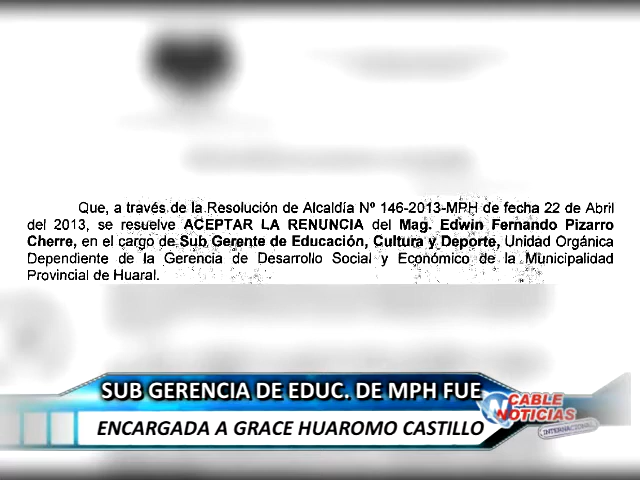 Que, a través de la Resolución de Alcaldía Nº 146-2013-MPH de fecha 22 de Abril
del 2013, se resuelve ACEPTAR LA RENUNCIA del Mag. Edwin Fernando Pizarro
Cherre, en el cargo de Sub Gerente de Educación, Cultura y Deporte, Unidad Orgánica
Dependiente de la Gerencia de Desarrollo Social y Económico de la Municipalidad
Provincial de Huaral.
SUB GERENCIA DE EDUC. DE MPH FUE
ENCARGADA A GRACE HUAROMO CASTILLO
CABLE
NOTICIAS
INTERNACIONAL